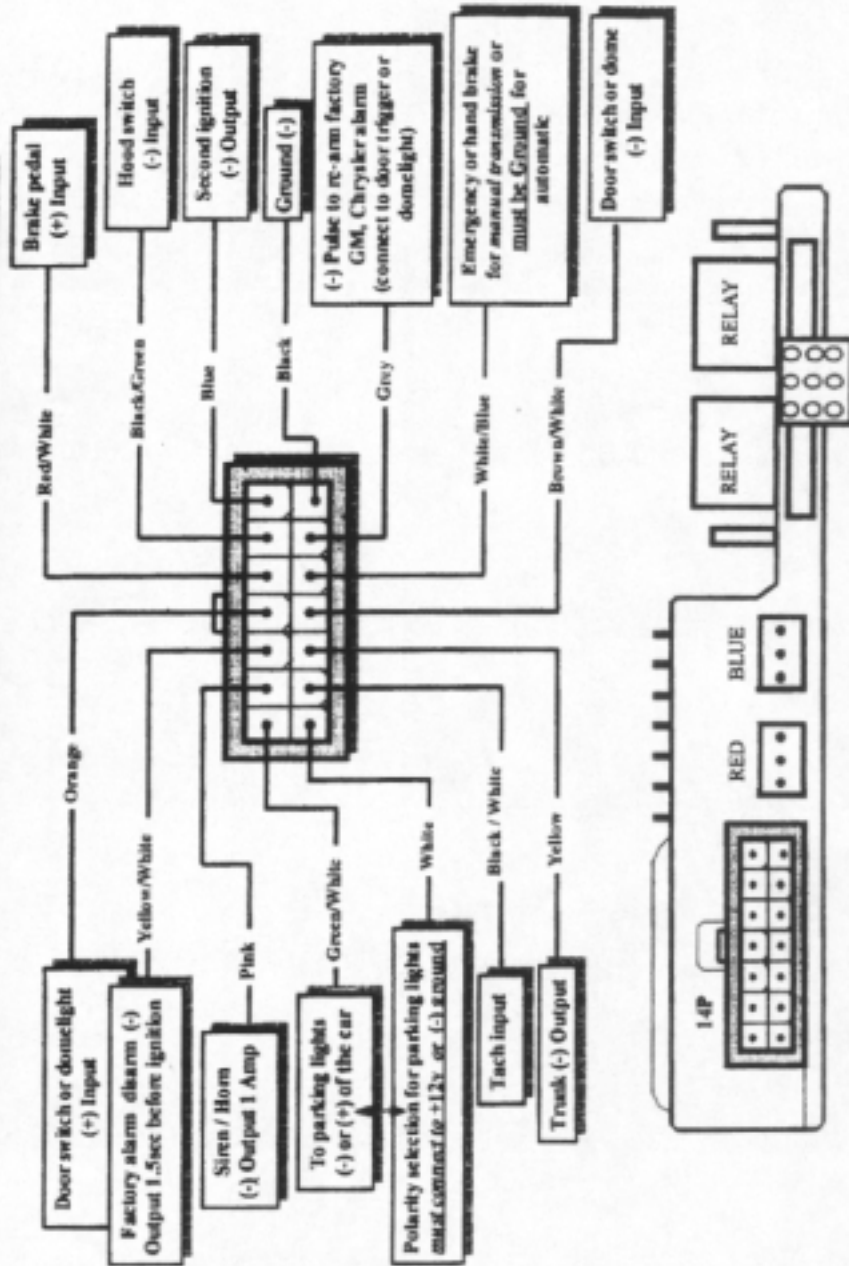 Door switch or domelight
(+) Input
Orange
Factory alarm disarm (-)
Output 1.5sec before ignition
Yellow/White
Siren / Horn
(-) Output 1 Amp
Pink
To parking lights
(-) or (+) of the car
Green/White
Polarity selection for parking lights
must connect to +12v or (-) ground
White
Tach input
Black / White
Trunk (-) Output
Yellow
Brake pedal
(+) Input
Red/White
Hood switch
(-) Input
Black/Green
Second ignition
(-) Output
Blue
Ground (-)
Black
(-) Pulse to re-arm factory
GM, Chrysler alarm
(connect to door trigger or
domelight)
Grey
Emergency or hand brake
for manual transmission or
must be Ground for
automatic
White/Blue
Door switch or dome
(-) Input
Brown/White
14P
RED
BLUE
RELAY
RELAY